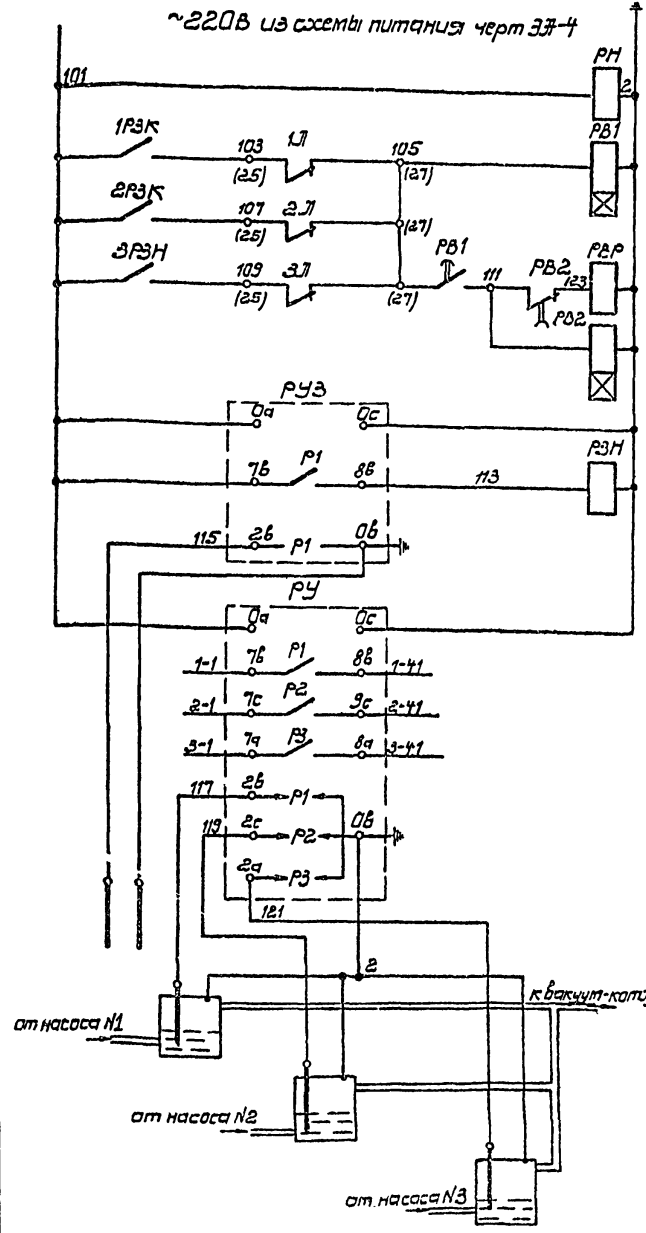 ~220В из схемы питания черт ЭЛ-4
101
РН
2
1РЗК
103
(25)
1Л
105
(27)
РВ1
2РЗК
107
(25)
2Л
(27)
3РЗН
109
(25)
3Л
(27)
РВ1
111
РВ2
123
РВР
РВ2
РУЗ
0а
0с
7в
Р1
8в
113
РЗН
115
2в
Р1
0в
РУ
0а
0с
1-1
7в
Р1
8в
1-41
2-1
7с
Р2
9с
2-41
3-1
7а
Р3
8а
3-41
117
2в
Р1
119
2с
Р2
0в
2а
Р3
121
2
к вакуум-кот
от насоса N1
от насоса N2
от насоса N3